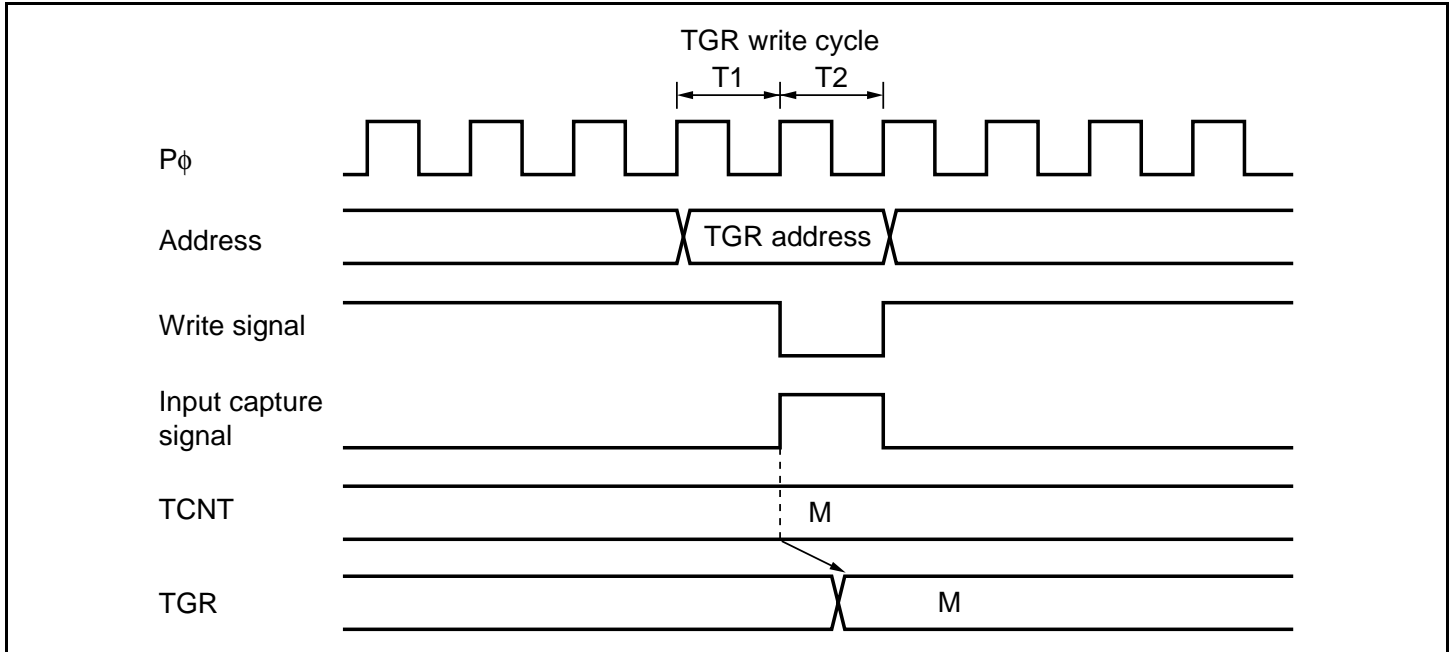 TGR write cycle
T1 T2
Pϕ
Address
TGR address
Write signal
Input capture
signal
TCNT
M
TGR
M